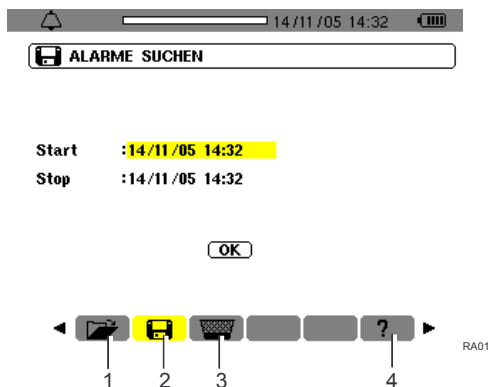 14/11/05 14:32
ALARME SUCHEN
Start :14/11/05 14:32
Stop :14/11/05 14:32
OK
?
1 2 3 4
RA01